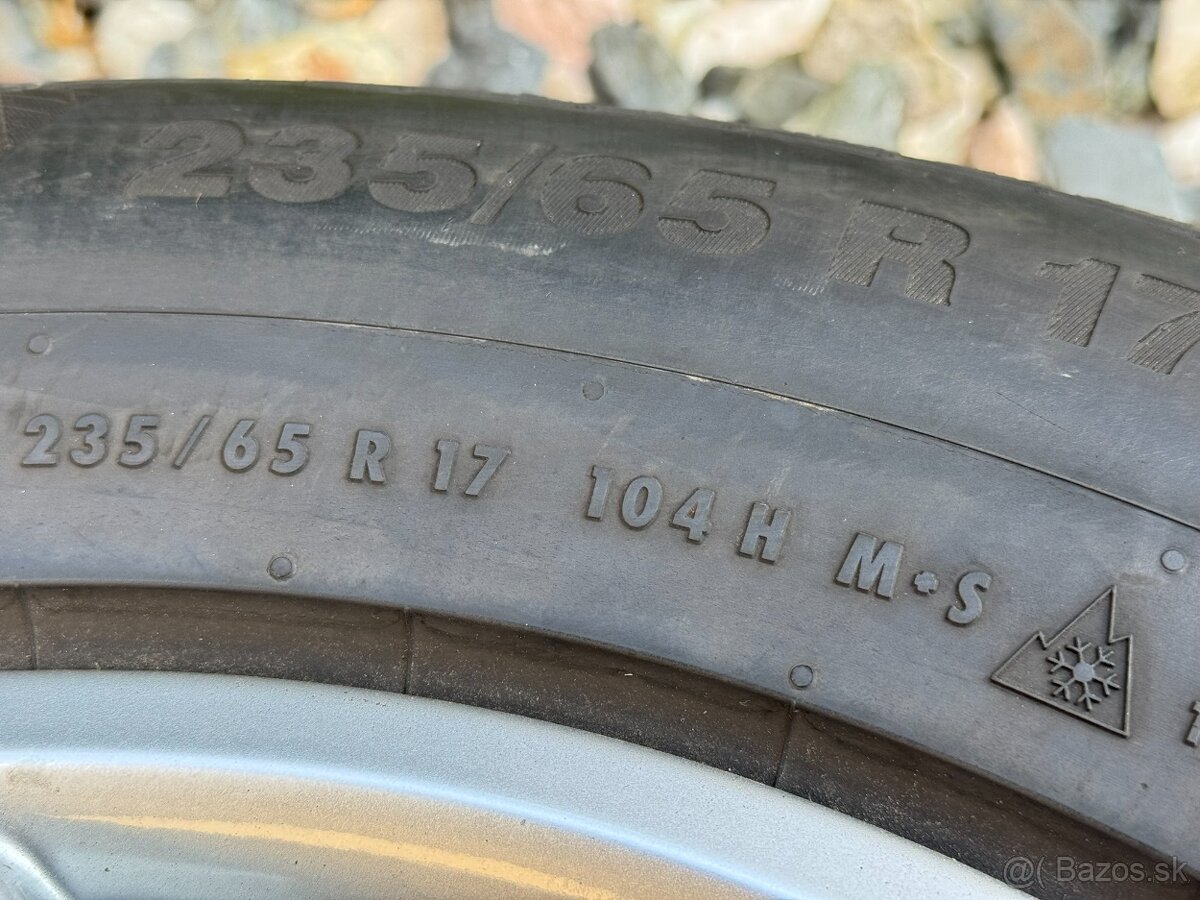 235/65 R 17
235/65 R 17 104 H M+S
@( Bazos.sk